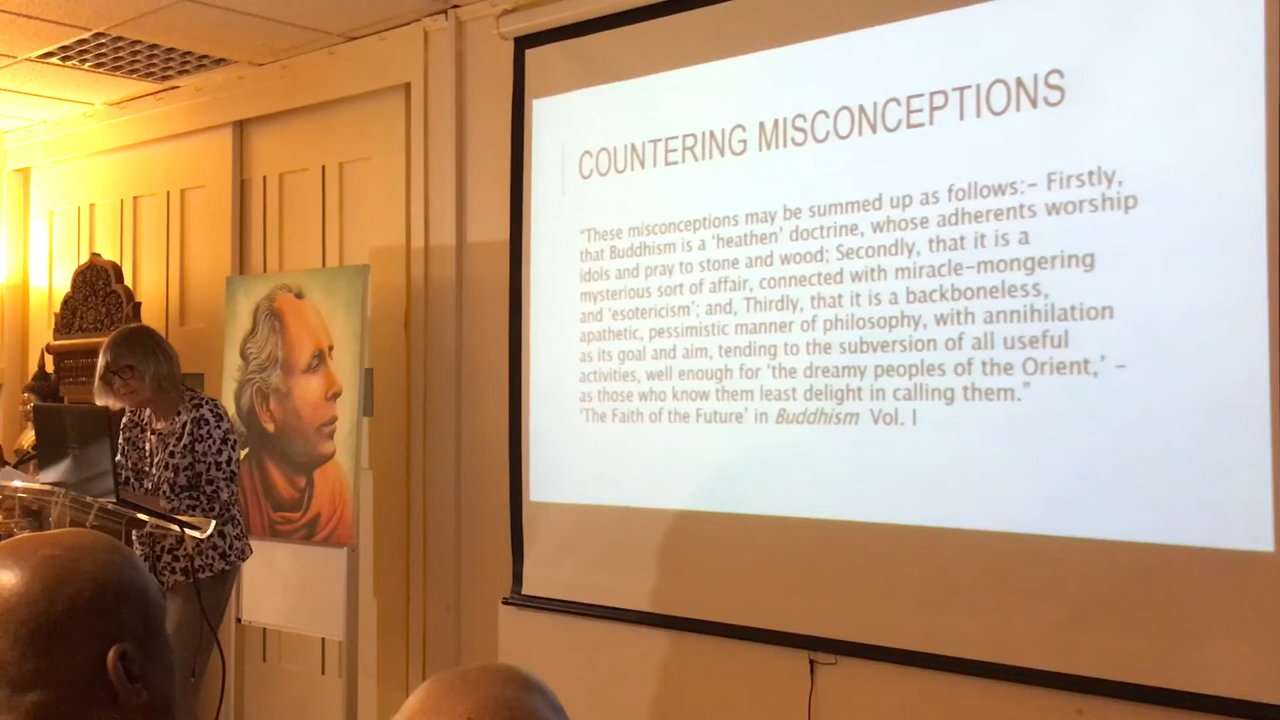 COUNTERING MISCONCEPTIONS
"These misconceptions may be summed up as follows:- Firstly,
that Buddhism is a 'heathen' doctrine, whose adherents worship
idols and pray to stone and wood; Secondly, that it is a
mysterious sort of affair, connected with miracle-mongering
and 'esotericism'; and, Thirdly, that it is a backboneless,
apathetic, pessimistic manner of philosophy, with annihilation
as its goal and aim, tending to the subversion of all useful
activities, well enough for 'the dreamy peoples of the Orient,' –
as those who know them least delight in calling them."
'The Faith of the Future' in Buddhism Vol. I